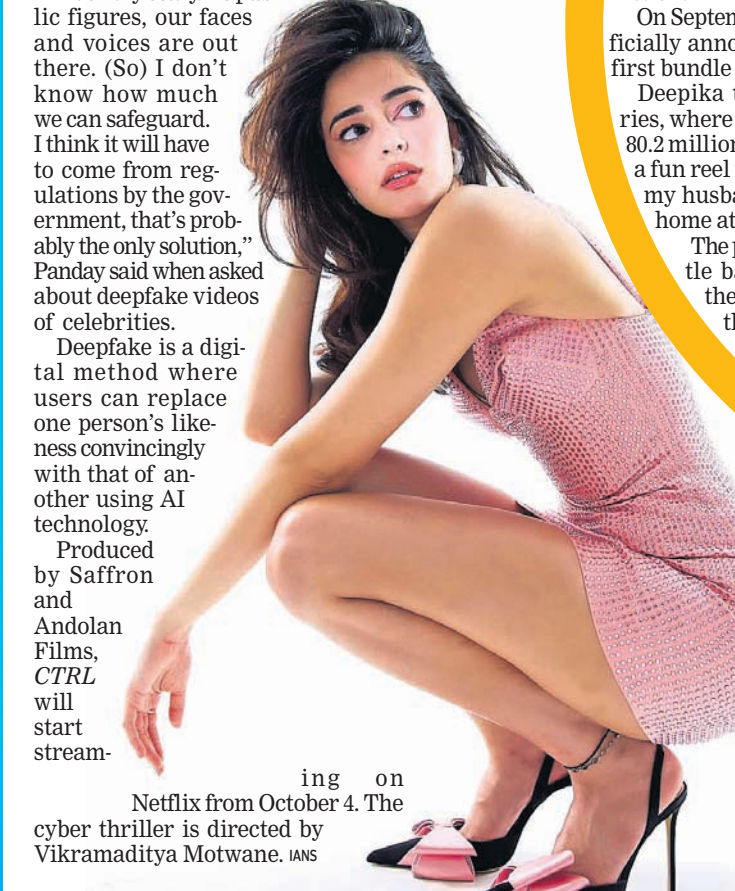 lic figures, our faces
and voices are out
there. (So) I don't
know how much
we can safeguard.
I think it will have
to come from reg-
ulations by the gov-
ernment, that's prob-
ably the only solution,"
Panday said when asked
about deepfake videos
of celebrities.
Deepfake is a digi-
tal method where
users can replace
one person's like-
ness convincingly
with that of an-
other using AI
technology.
Produced
by Saffron
and
Andolan
Films,
CTRL
will
start
stream-
ing on
Netflix from October 4. The
cyber thriller is directed by
Vikramaditya Motwane. IANS
On Septem
ficially anno
first bundle
Deepika t
ries, where
80.2 million
a fun reel
my husba
home at
The p
tle ba
the
th